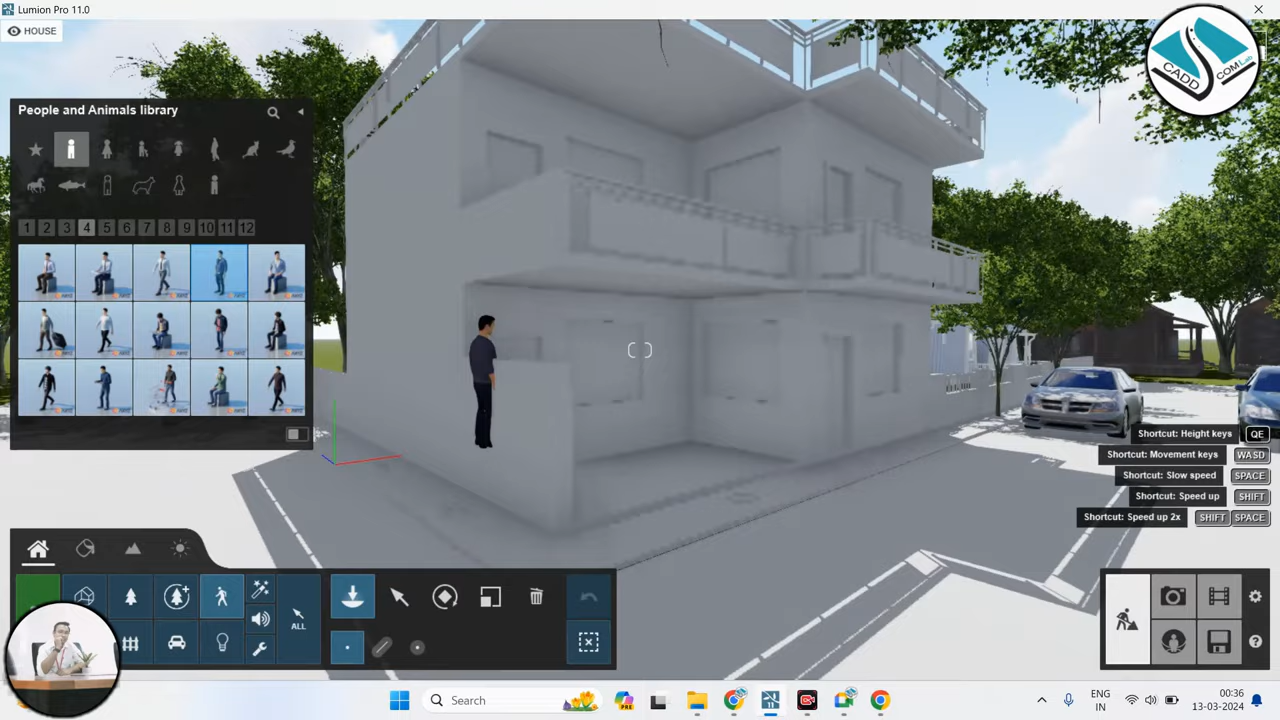 Lumion Pro 11.0
HOUSE
CADD
COMLab
People and Animals library
1 2 3 4 5 6 7 8 9 10 11 12
Shortcut: Height keys QE
Shortcut: Movement keys WASD
Shortcut: Slow speed SPACE
Shortcut: Speed up SHIFT
Shortcut: Speed up 2x SHIFT SPACE
ALL
Search
PRE
ENG
IN
00:36
13-03-2024